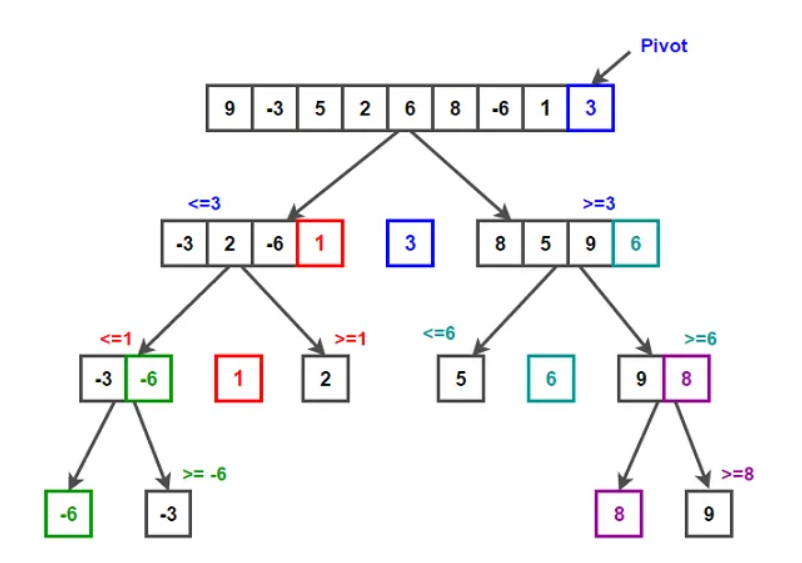 Pivot
9 -3 5 2 6 8 -6 1 3
<=3 >=3
-3 2 -6 1 3 8 5 9 6
<=1 >=1 <=6 >=6
-3 -6 1 2 5 6 9 8
>= -6 >=8
-6 -3 8 9